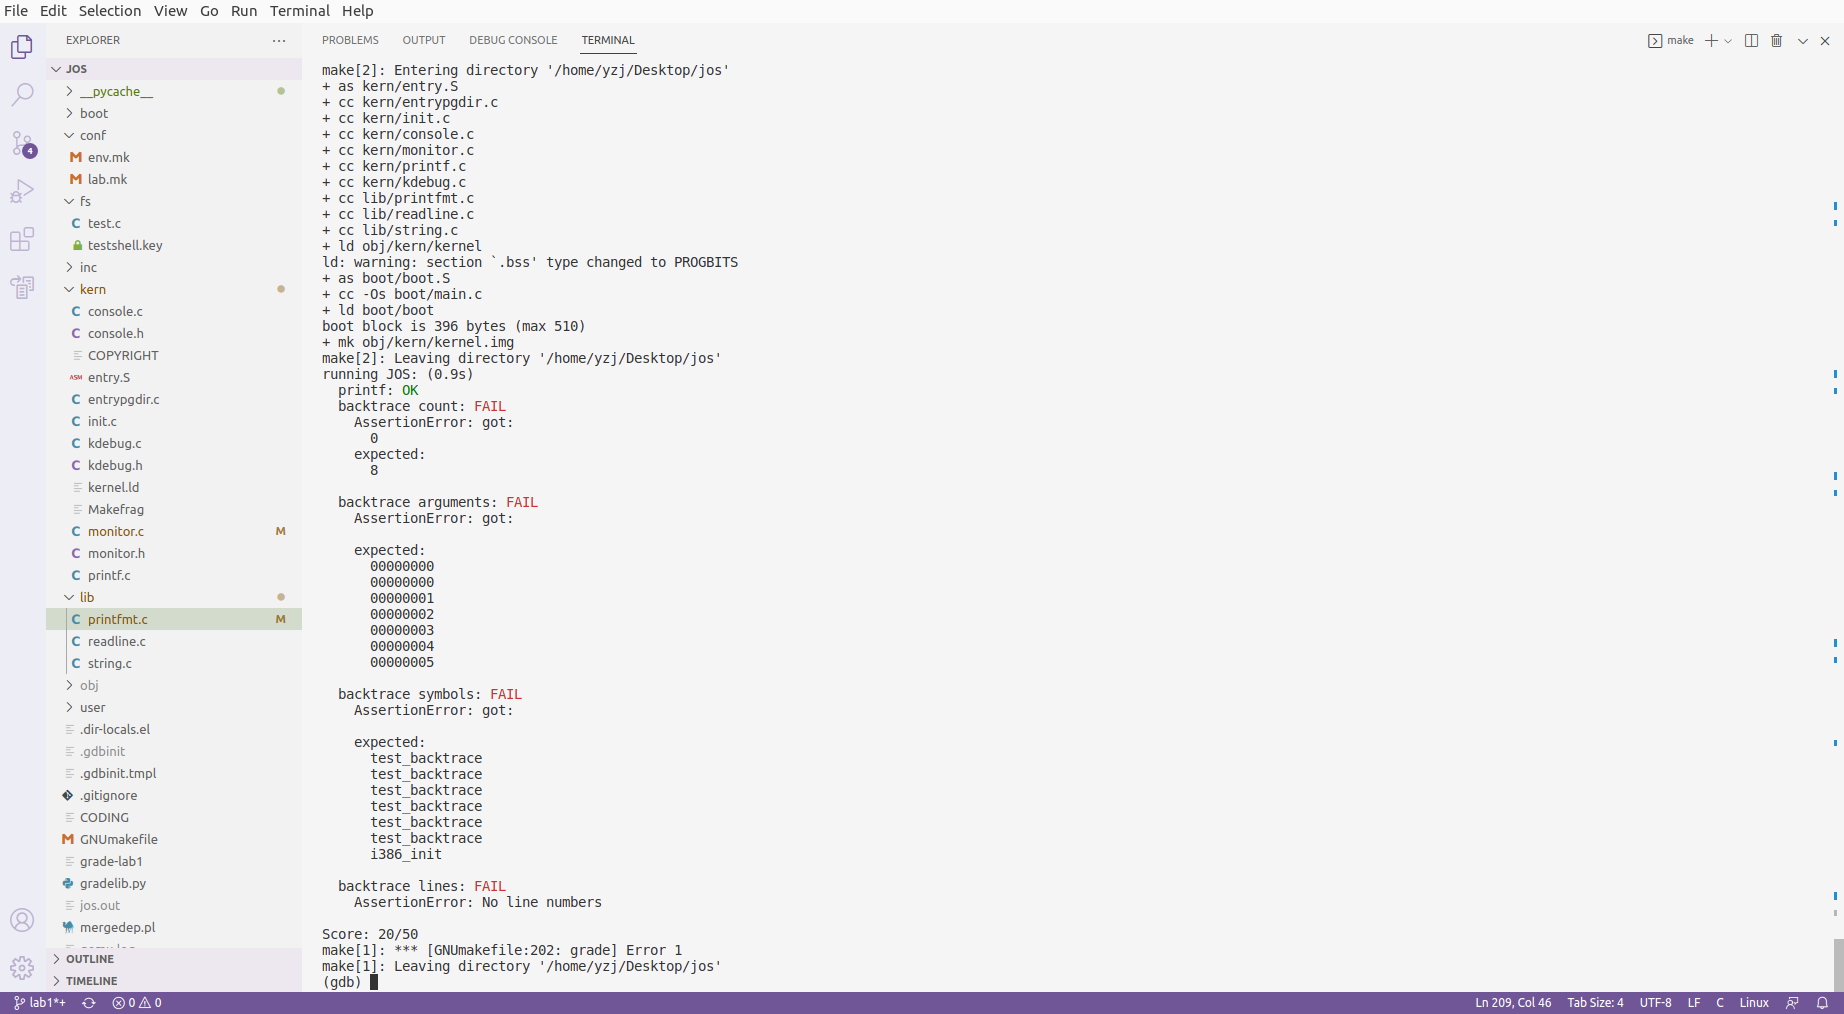 File Edit Selection View Go Run Terminal Help
EXPLORER
JOS
__pycache__
boot
conf
env.mk
lab.mk
fs
test.c
testshell.key
inc
kern
console.c
console.h
COPYRIGHT
ASM entry.S
entrypgdir.c
init.c
kdebug.c
kdebug.h
kernel.ld
Makefrag
monitor.c M
monitor.h
printf.c
lib
printfmt.c M
readline.c
string.c
obj
user
.dir-locals.el
.gdbinit
.gdbinit.tmpl
.gitignore
CODING
GNUmakefile
grade-lab1
gradelib.py
jos.out
mergedep.pl
OUTLINE
TIMELINE
4
PROBLEMS OUTPUT DEBUG CONSOLE TERMINAL
make
make[2]: Entering directory '/home/yzj/Desktop/jos'
+ as kern/entry.S
+ cc kern/entrypgdir.c
+ cc kern/init.c
+ cc kern/console.c
+ cc kern/monitor.c
+ cc kern/printf.c
+ cc kern/kdebug.c
+ cc lib/printfmt.c
+ cc lib/readline.c
+ cc lib/string.c
+ ld obj/kern/kernel
ld: warning: section `.bss' type changed to PROGBITS
+ as boot/boot.S
+ cc -Os boot/main.c
+ ld boot/boot
boot block is 396 bytes (max 510)
+ mk obj/kern/kernel.img
make[2]: Leaving directory '/home/yzj/Desktop/jos'
running JOS: (0.9s)
printf: OK
backtrace count: FAIL
AssertionError: got:
0
expected:
8
backtrace arguments: FAIL
AssertionError: got:
expected:
00000000
00000000
00000001
00000002
00000003
00000004
00000005
backtrace symbols: FAIL
AssertionError: got:
expected:
test_backtrace
test_backtrace
test_backtrace
test_backtrace
test_backtrace
test_backtrace
i386_init
backtrace lines: FAIL
AssertionError: No line numbers
Score: 20/50
make[1]: *** [GNUmakefile:202: grade] Error 1
make[1]: Leaving directory '/home/yzj/Desktop/jos'
(gdb)
lab1*+ 0 0 Ln 209, Col 46 Tab Size: 4 UTF-8 LF C Linux